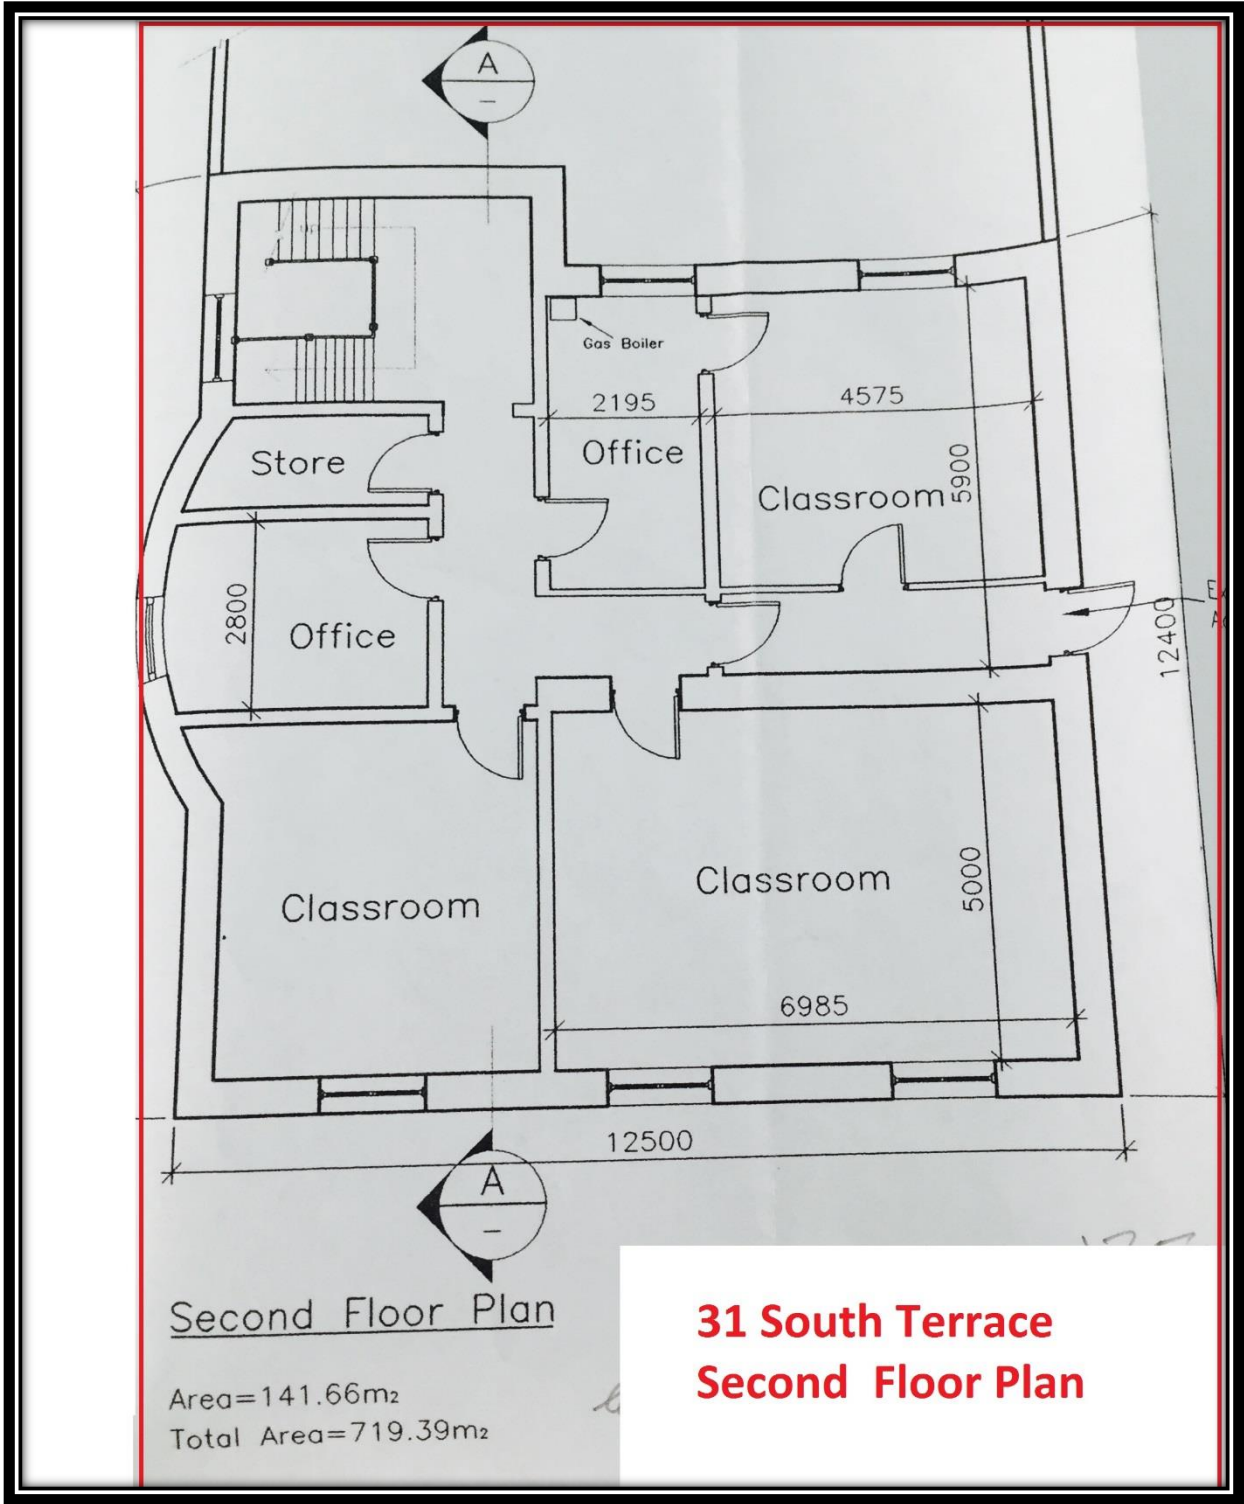 A
–
Gas Boiler
2195
4575
Office
Store
Classroom
5900
2800
Office
12400
Classroom
Classroom
5000
6985
12500
A
–
Second Floor Plan
Area=141.66m2
Total Area=719.39m2
31 South Terrace
Second Floor Plan